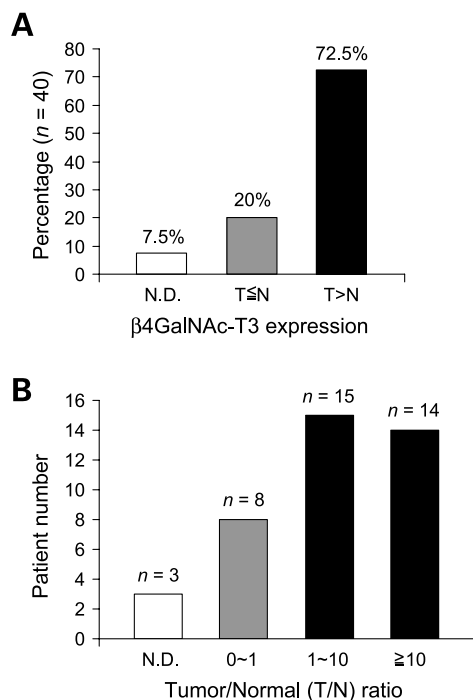 A
Percentage (n = 40)
80
70
60
50
40
30
20
10
0
7.5%
20%
72.5%
N.D.
T≦N
T>N
β4GalNAc-T3 expression
B
Patient number
16
14
12
10
8
6
4
2
0
n = 3
n = 8
n = 15
n = 14
N.D.
0~1
1~10
≧10
Tumor/Normal (T/N) ratio